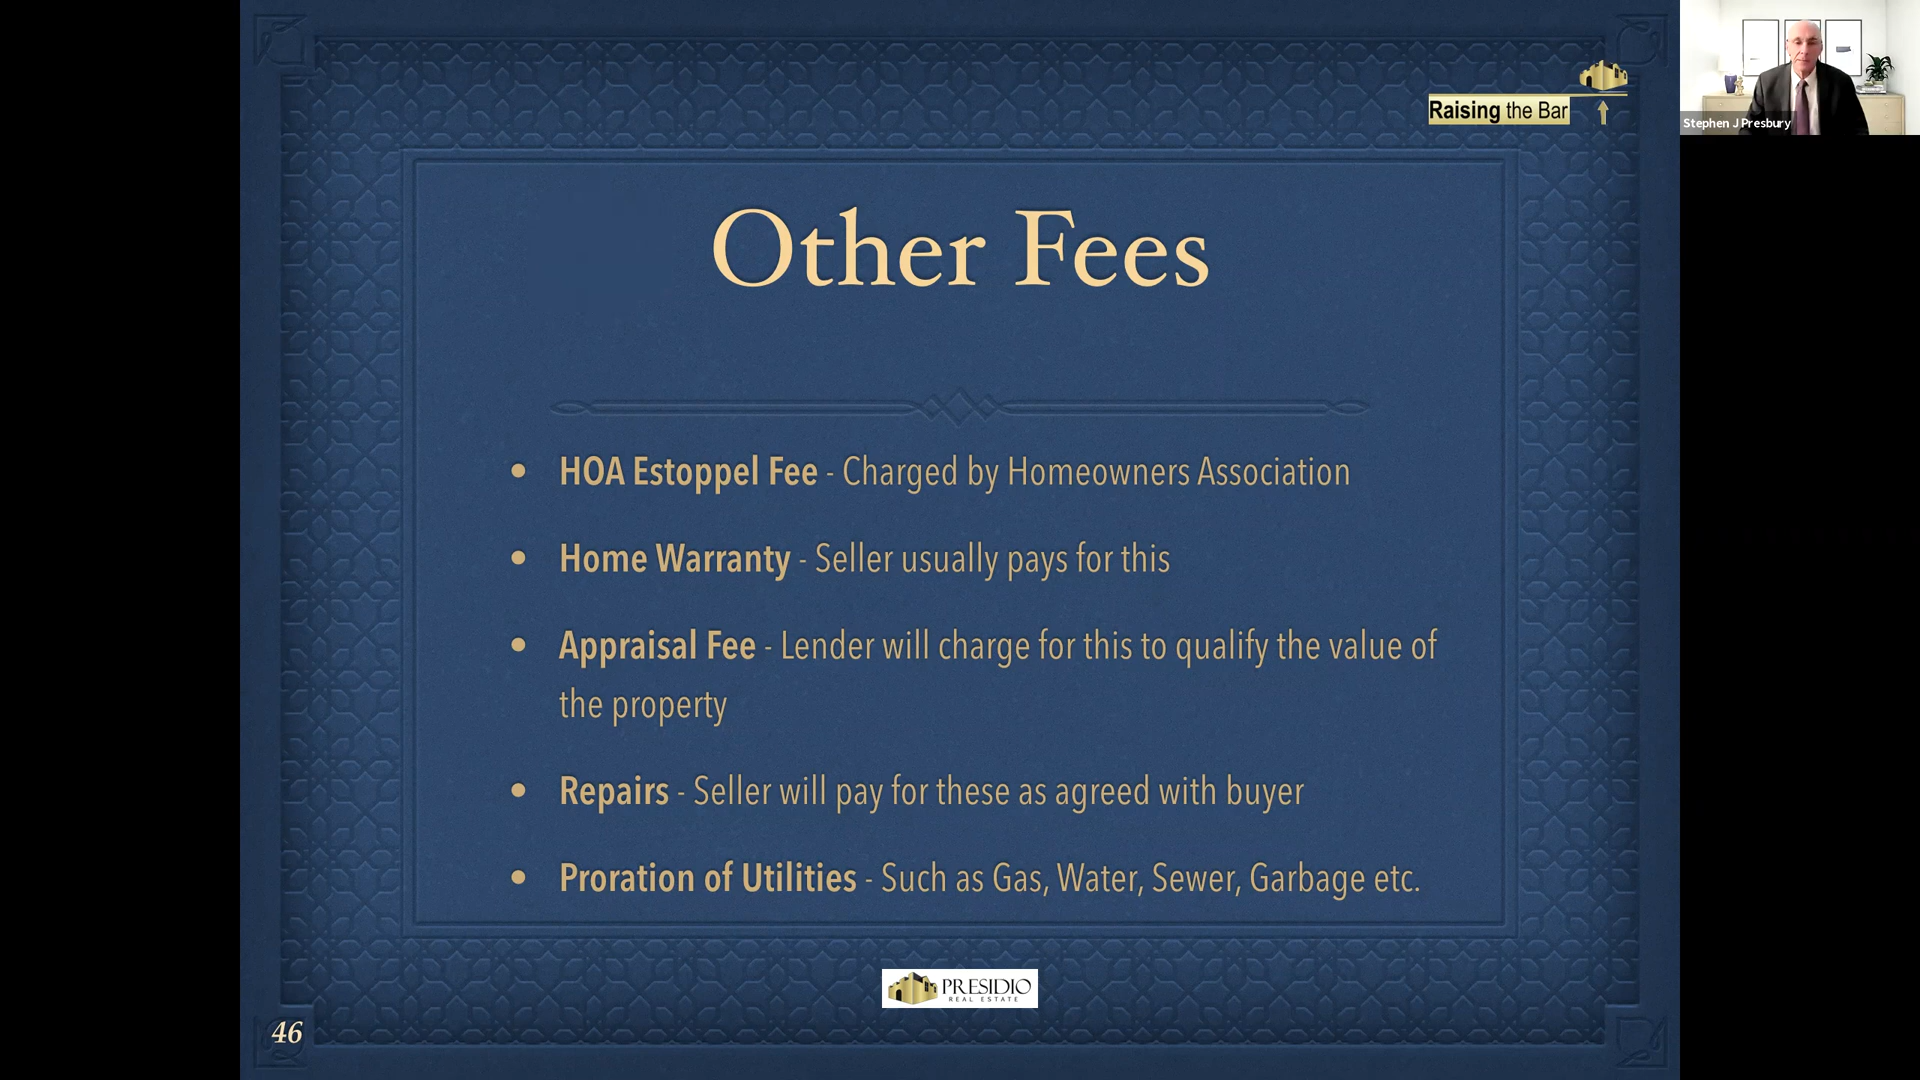 Raising the Bar
Stephen J Presbury
Other Fees
• HOA Estoppel Fee - Charged by Homeowners Association
• Home Warranty - Seller usually pays for this
• Appraisal Fee - Lender will charge for this to qualify the value of
the property
• Repairs - Seller will pay for these as agreed with buyer
• Proration of Utilities - Such as Gas, Water, Sewer, Garbage etc.
PRESIDIO
REAL ESTATE
46